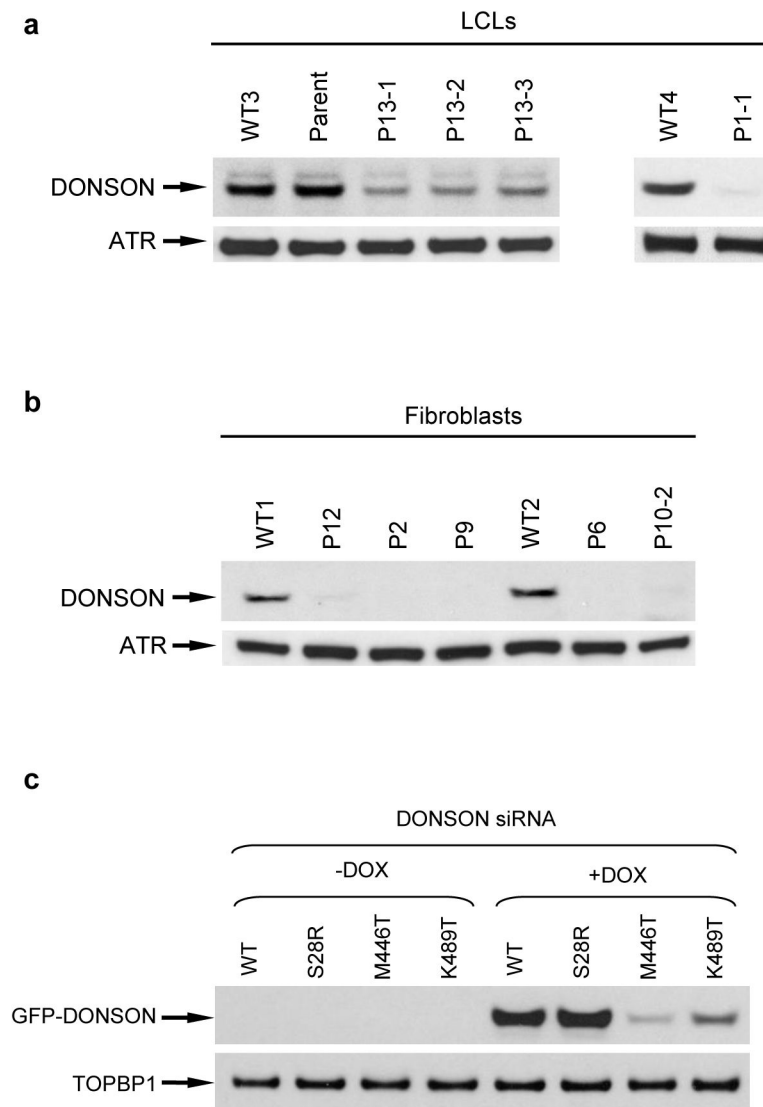 a
LCLs
WT3 Parent P13-1 P13-2 P13-3 WT4 P1-1
DONSON
ATR
b
Fibroblasts
WT1 P12 P2 P9 WT2 P6 P10-2
DONSON
ATR
c
DONSON siRNA
-DOX +DOX
WT S28R M446T K489T WT S28R M446T K489T
GFP-DONSON
TOPBP1